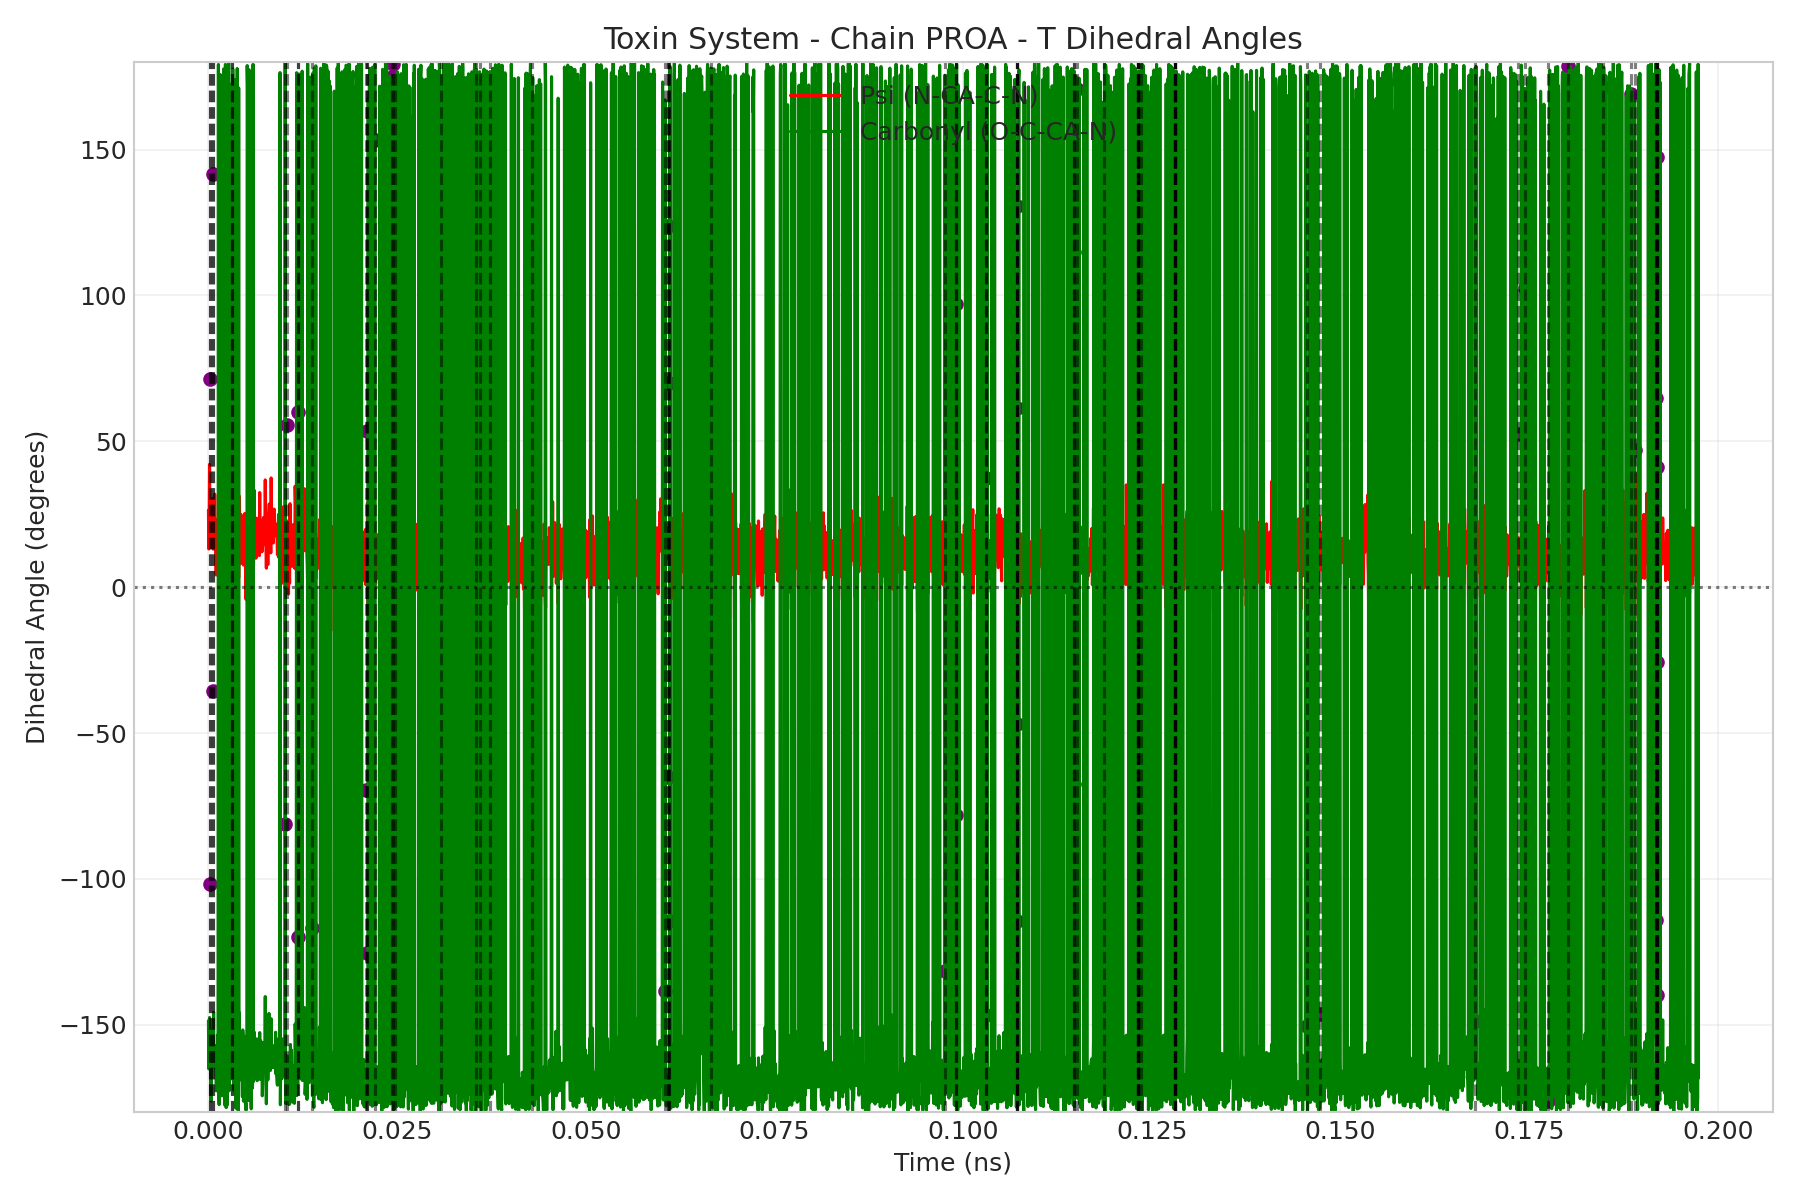 Toxin System - Chain PROA - T Dihedral Angles
Psi (N-CA-C-N)
Carbonyl (O-C-CA-N)
150
100
50
0
−50
−100
−150
Dihedral Angle (degrees)
0.000 0.025 0.050 0.075 0.100 0.125 0.150 0.175 0.200
Time (ns)